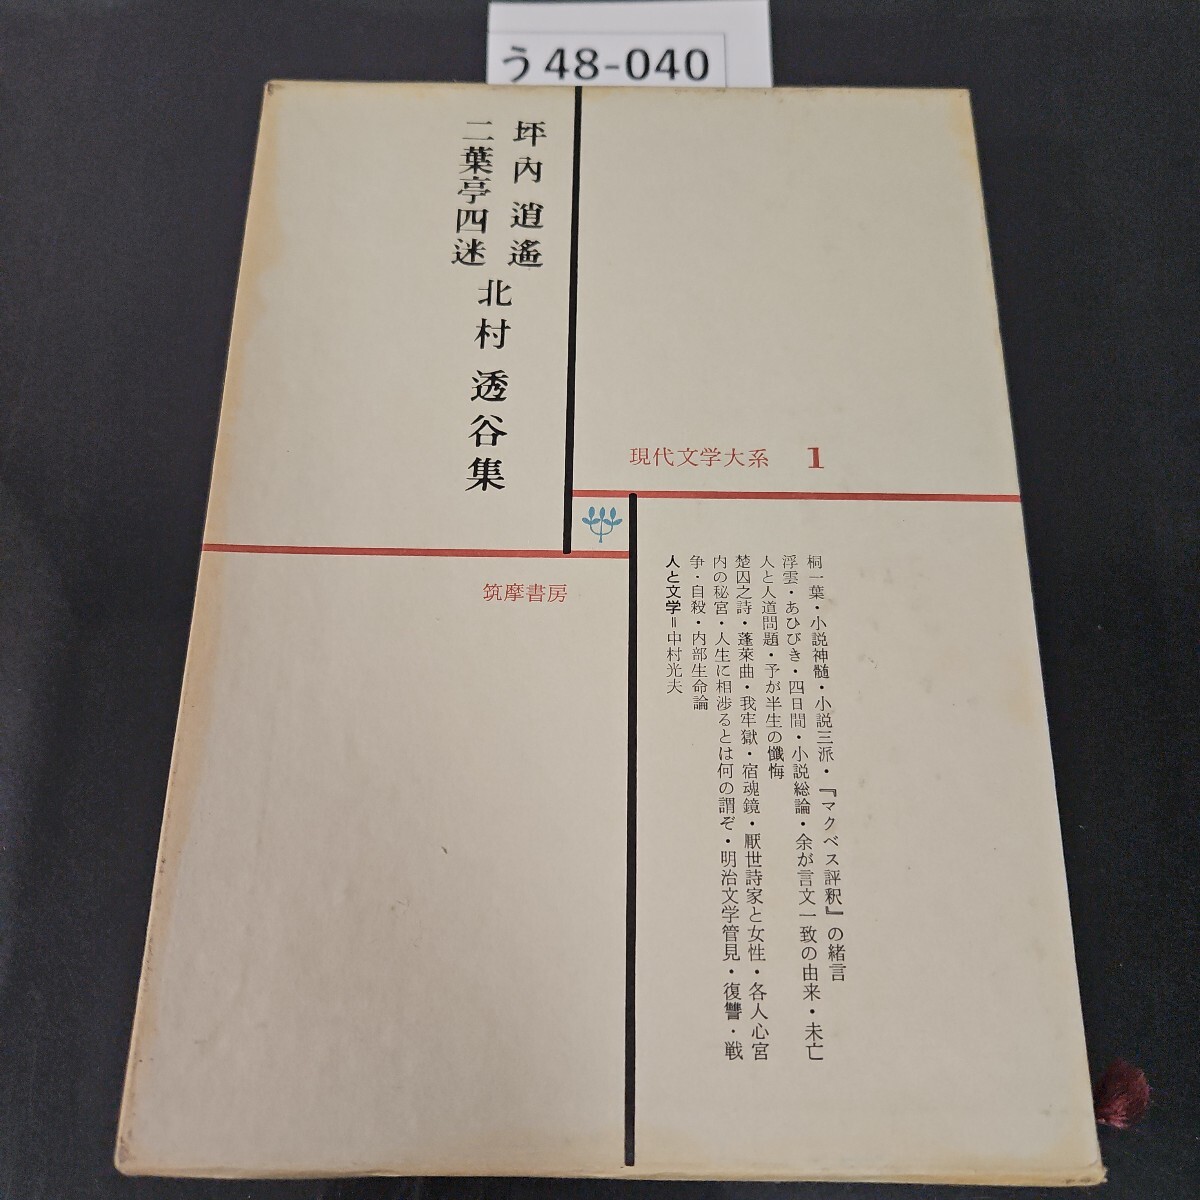 う48-040
坪内逍遙
二葉亭四迷
北村透谷集
現代文学大系 1
筑摩書房
桐一葉・小説神髄・小説三派・『マクベス評釈』の緒言
浮雲・あひびき・四日間・小説総論・余が言文一致の由来・未亡
人と人道問題・予が半生の懺悔
楚囚之詩・蓬萊曲・我牢獄・宿魂鏡・厭世詩家と女性・各人心宮
内の秘宮・人生に相渉るとは何の謂ぞ・明治文学管見・復讐・戦
争・自殺・内部生命論
人と文学=中村光夫